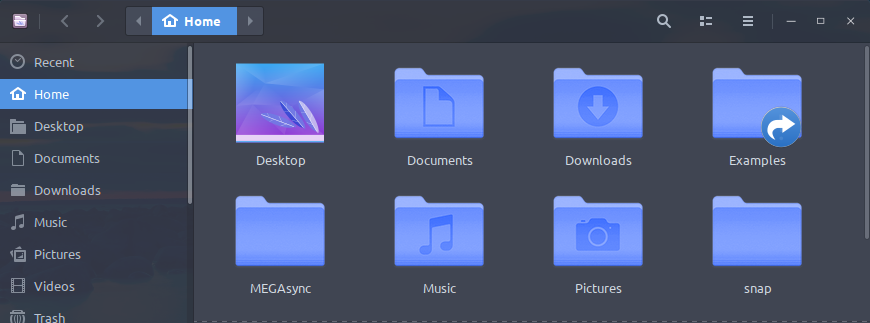 Home
Recent
Home
Desktop
Documents
Downloads
Music
Pictures
Videos
Trash
Desktop
Documents
Downloads
Examples
MEGAsync
Music
Pictures
snap